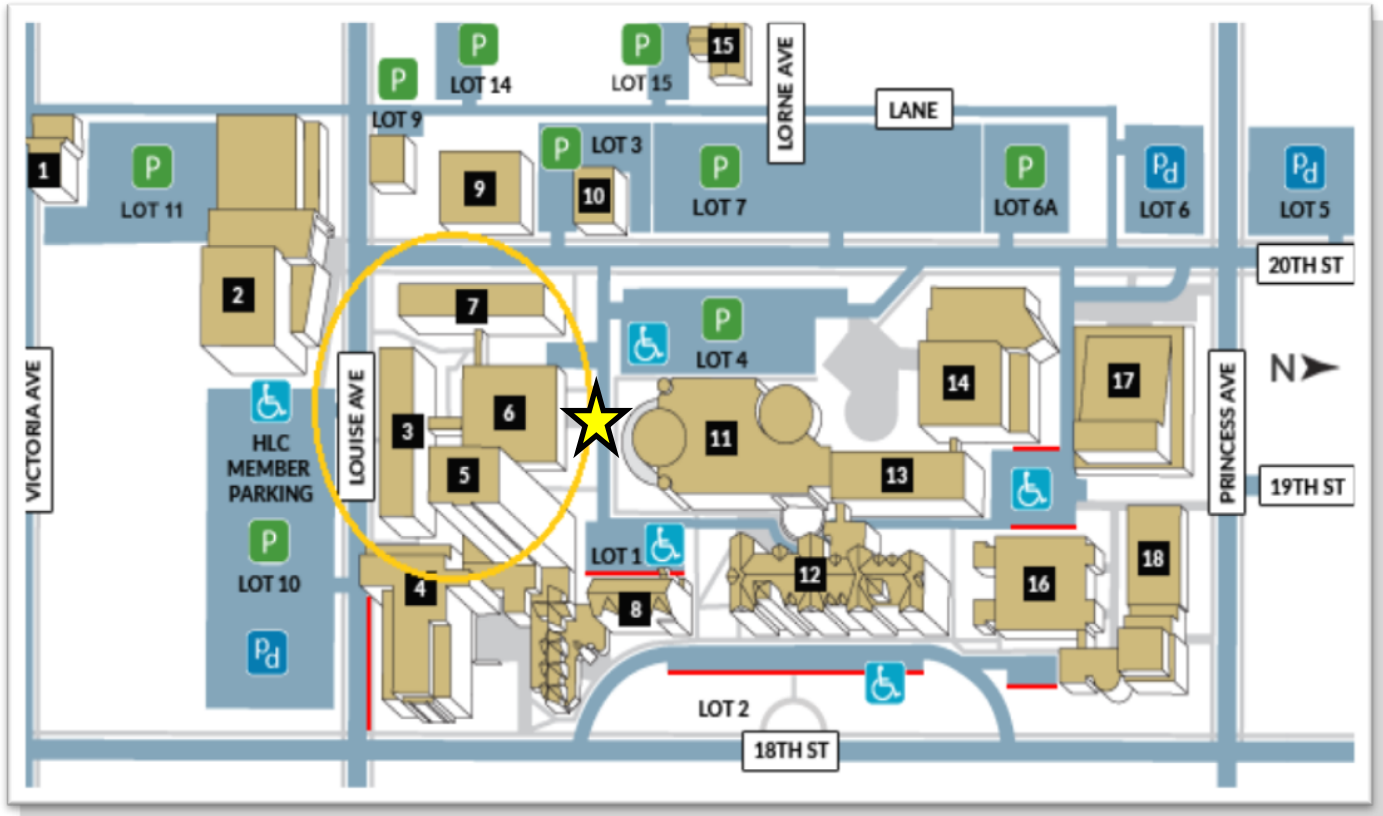 P
LOT 14
P
LOT 15
15
LORNE AVE
P
LOT 9
LANE
1
P
LOT 11
9
P
LOT 3
10
P
LOT 7
P
LOT 6A
Pd
LOT 6
Pd
LOT 5
20TH ST
2
7
P
LOT 4
14
17
N
VICTORIA AVE
HLC
MEMBER
PARKING
P
LOT 10
Pd
LOUISE AVE
3
6
5
11
13
PRINCESS AVE
19TH ST
4
LOT 1
8
12
16
18
LOT 2
18TH ST